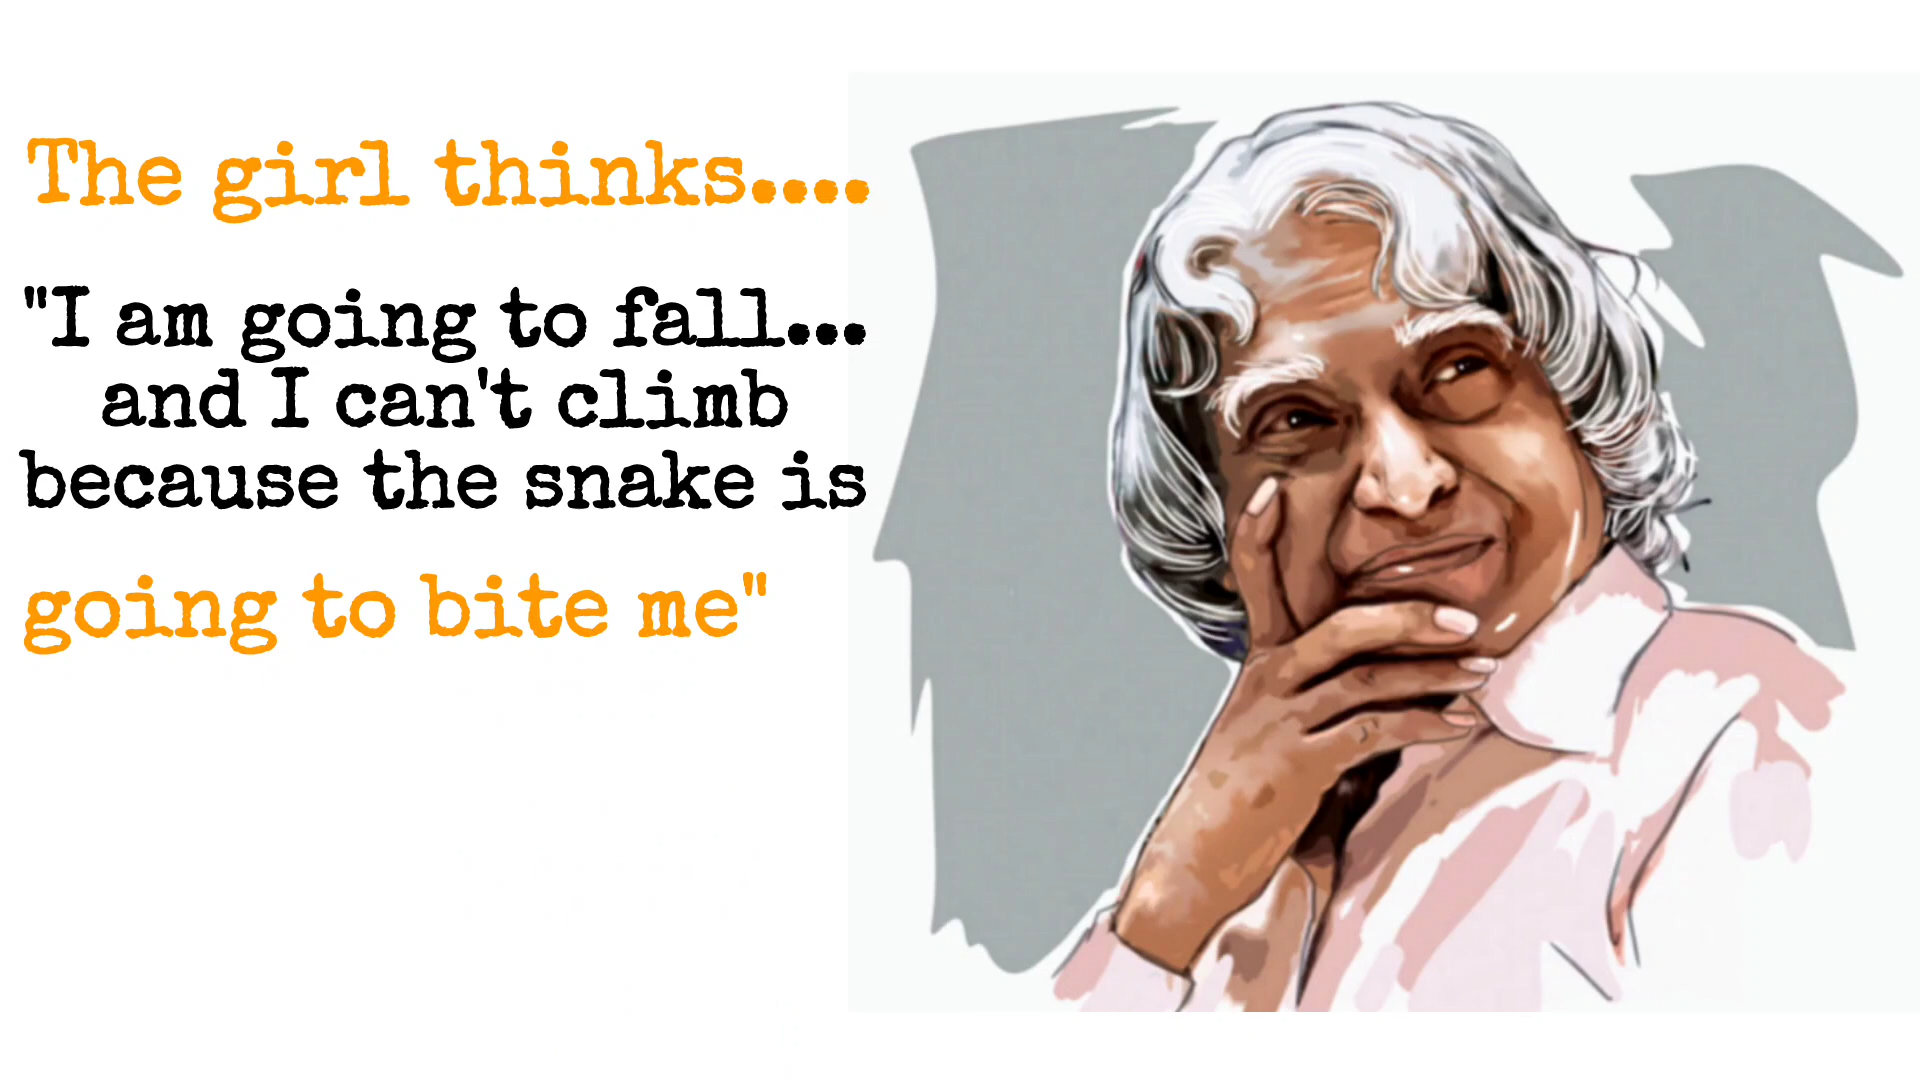 The girl thinks....
"I am going to fall...
and I can't climb
because the snake is
going to bite me"